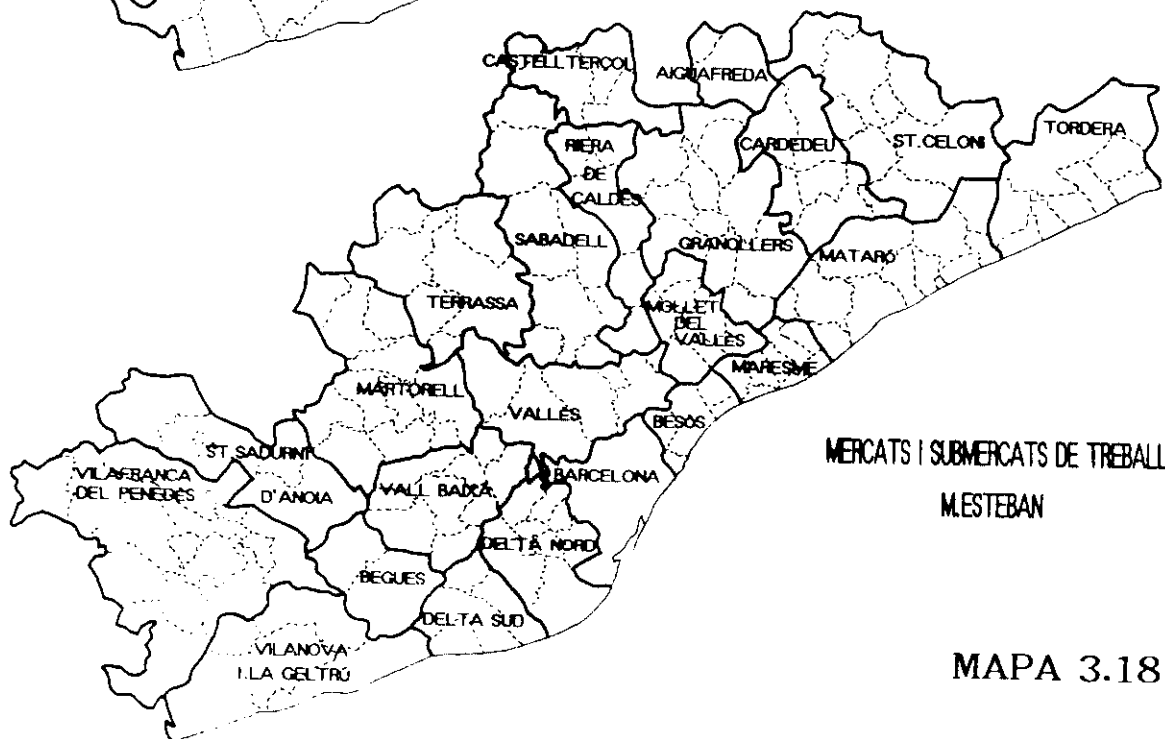 CASTELLTERÇOL
AIGUAFREDA
TORDERA
CARDEDEU
ST.CELONI
RIERA
DE
CALDES
SABADELL
GRANOLLERS
MATARÓ
TERRASSA
MOLLET
DEL
VALLÈS
MARESME
MARTORELL
VALLÉS
BESÒS
ST SADURNI
D'ANOIA
VILAFRANCA
DEL PENEDÈS
VALL BAIXA
BARCELONA
MERCATS I SUBMERCATS DE TREBALL
M.ESTEBAN
DELTA NORD
BEGUES
DELTA SUD
VILANOVA
I LA GELTRÚ
MAPA 3.18